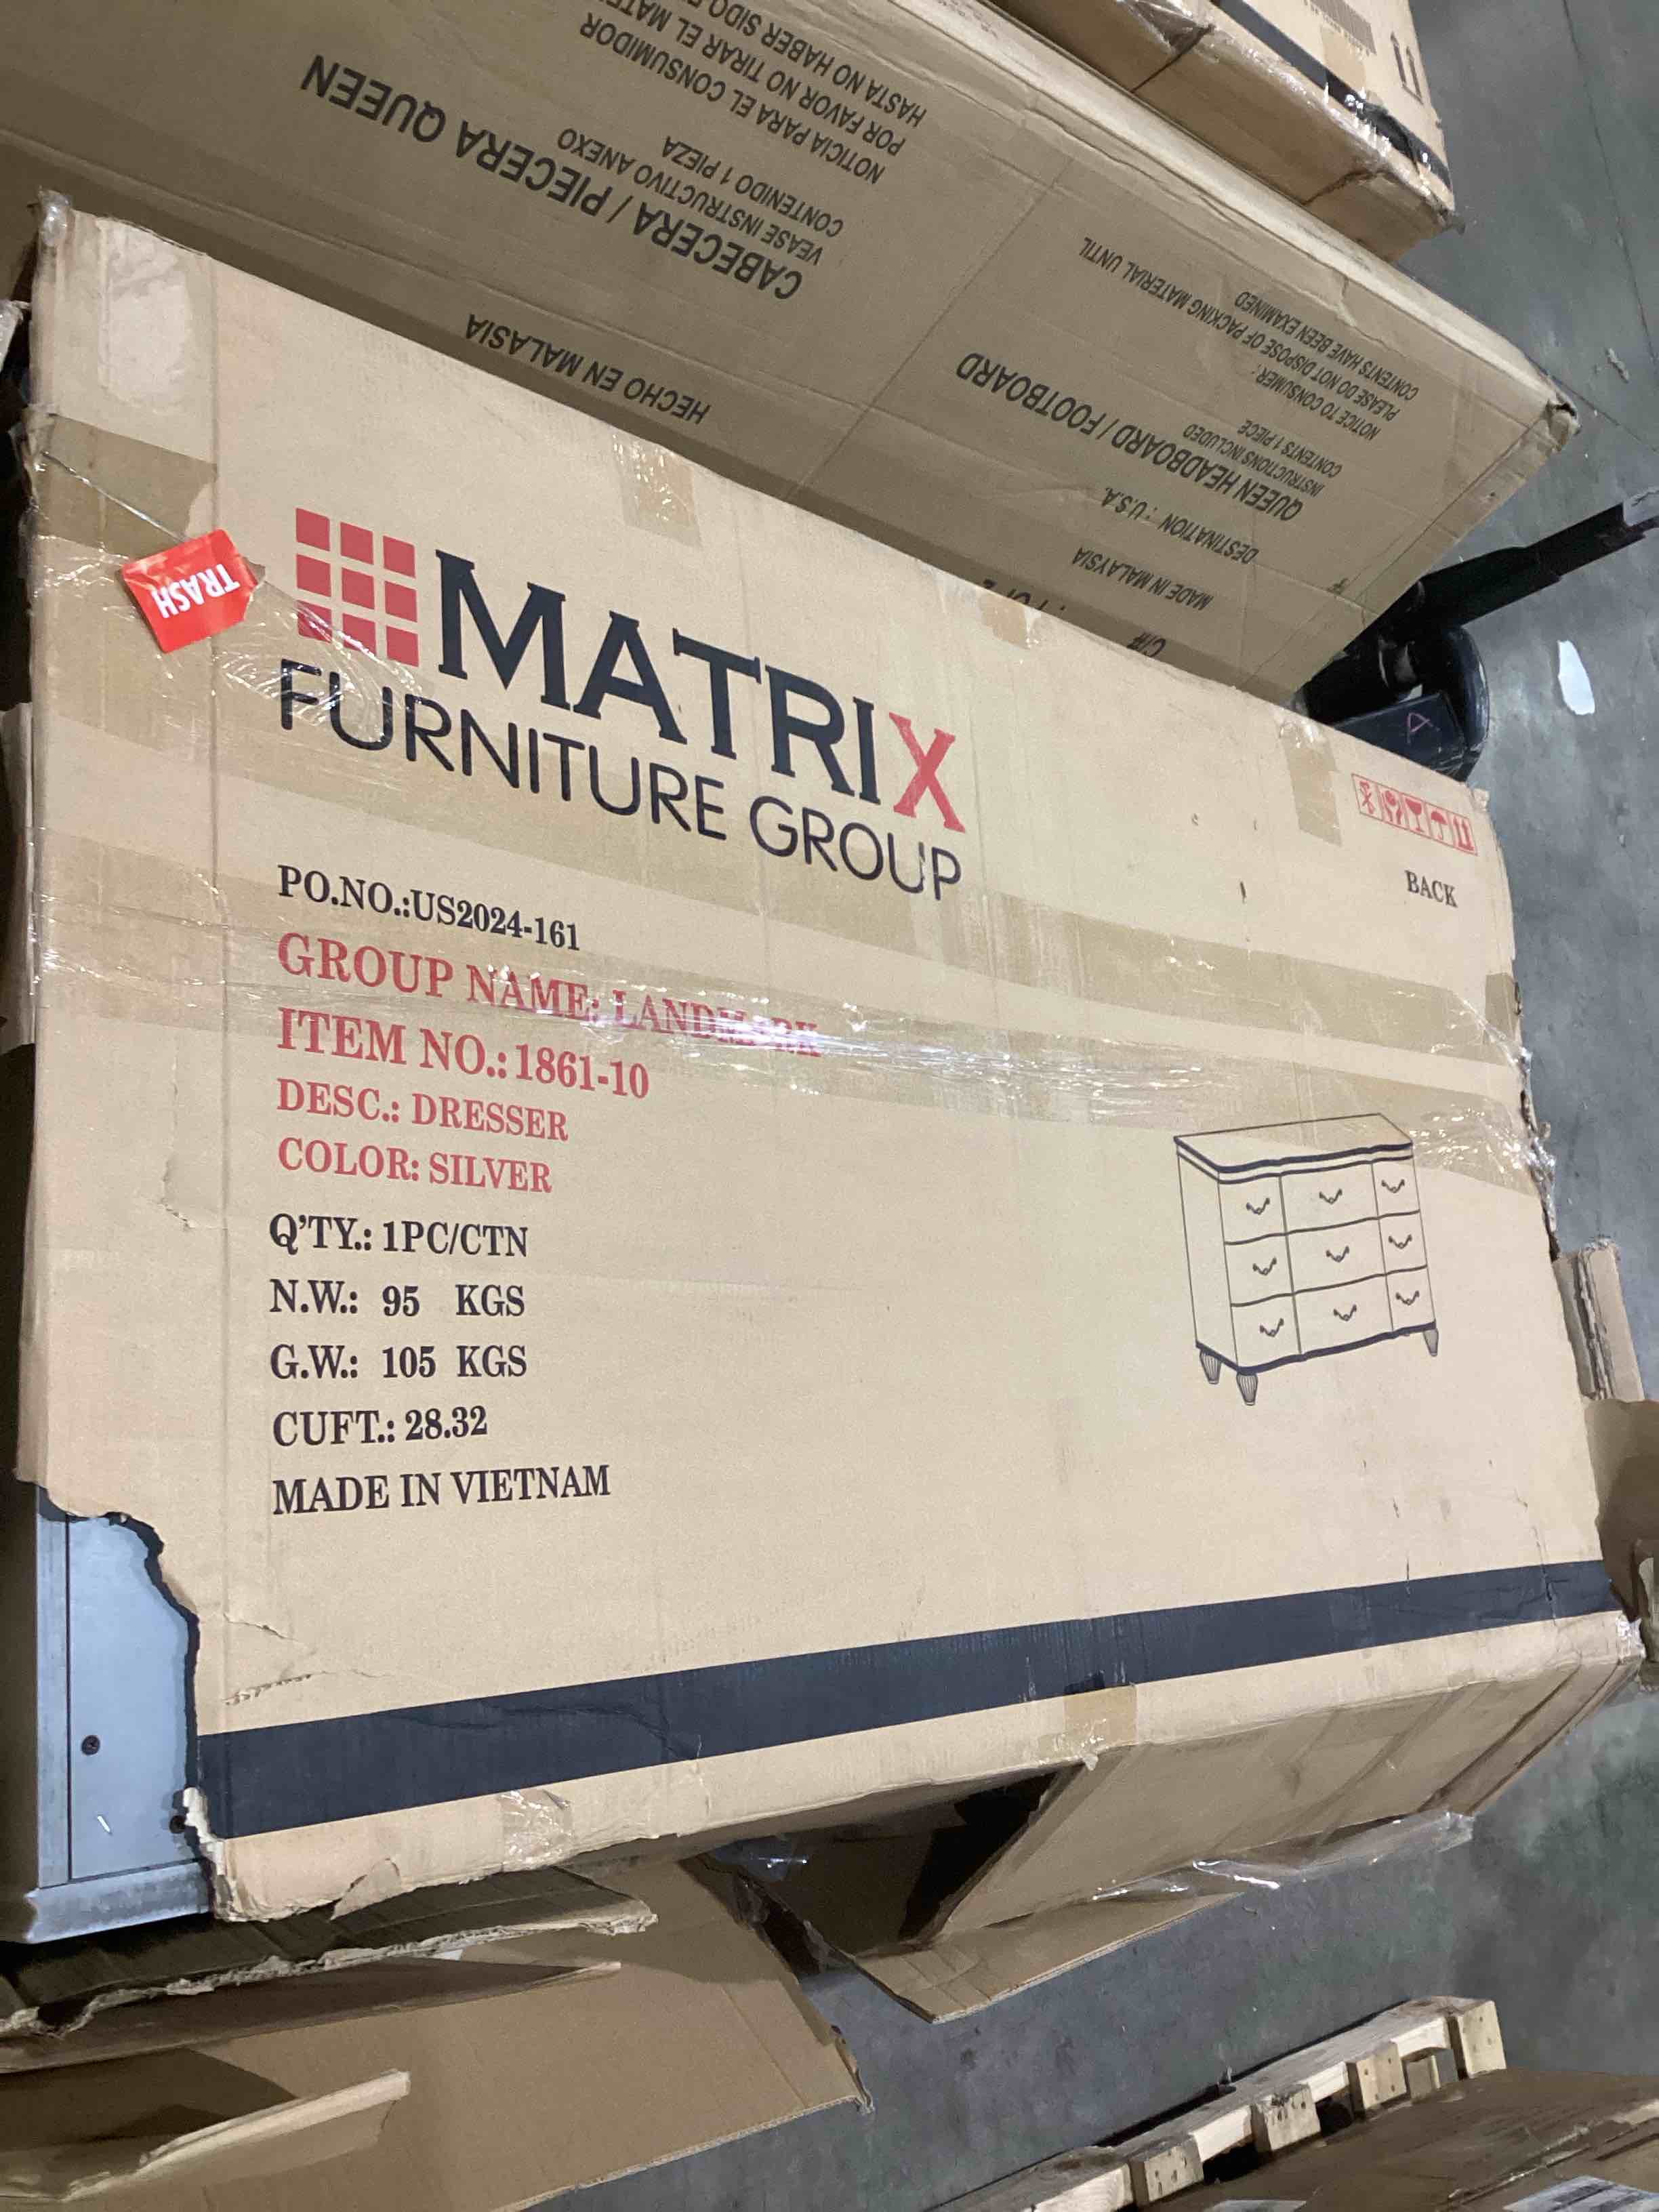 HASTA NO HABER SIDO
POR FAVOR NO TIRAR EL
NOTICIA PARA EL CONSUMIDOR
CONTENIDO 1 PIEZA
VEASE INSTRUCTIVO ANEXO
CABECERA / PIECERA QUEEN
HECHO EN MALASIA
CONTENTS HAVE BEEN EXAMINED
PLEASE DO NOT DISPOSE OF PACKING MATERIAL UNTIL
NOTICE TO CONSUMER:
CONTENTS 1 PIECE
INSTRUCTIONS INCLUDED
QUEEN HEADBOARD / FOOTBOARD
DESTINATION : U.S.A.
MADE IN MALAYSIA
C/#
TRASH
MATRIX
FURNITURE GROUP
BACK
PO.NO.:US2024-161
GROUP NAME: LANDMARK
ITEM NO.: 1861-10
DESC.: DRESSER
COLOR: SILVER
Q'TY.: 1PC/CTN
N.W.: 95 KGS
G.W.: 105 KGS
CUFT.: 28.32
MADE IN VIETNAM